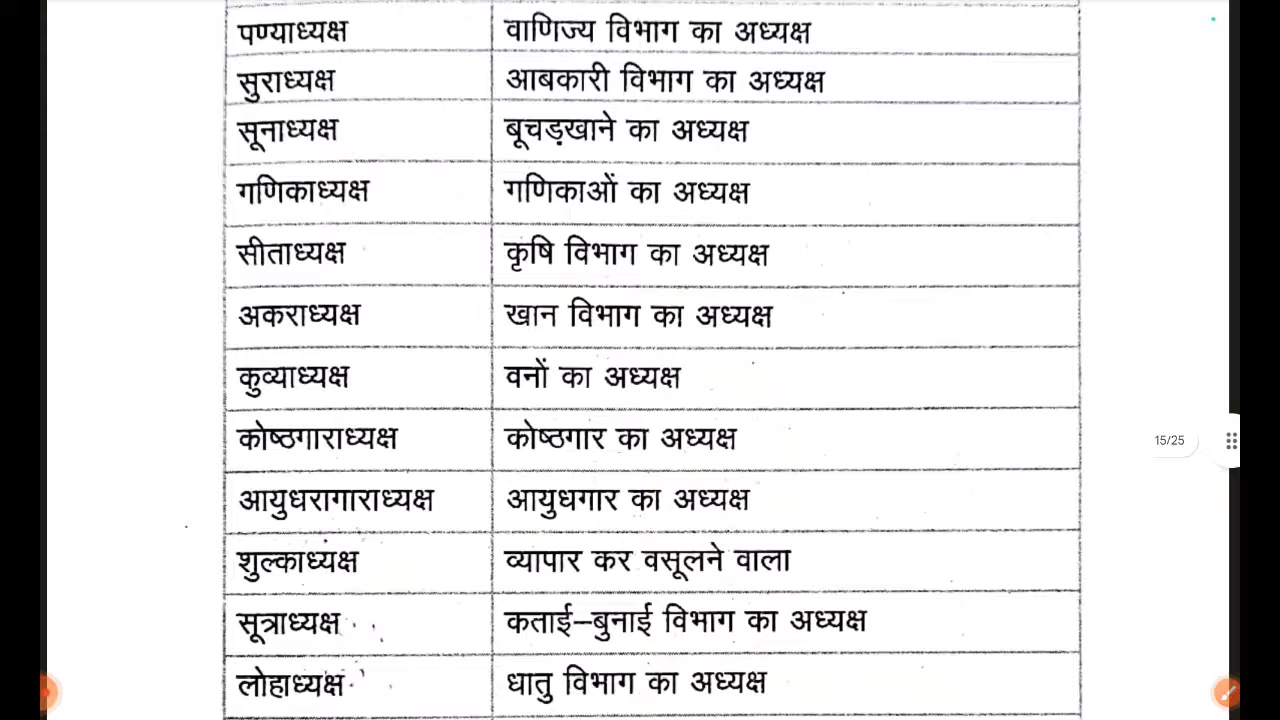 पण्याध्यक्ष वाणिज्य विभाग का अध्यक्ष
सुराध्यक्ष आबकारी विभाग का अध्यक्ष
सूनाध्यक्ष बूचड़खाने का अध्यक्ष
गणिकाध्यक्ष गणिकाओं का अध्यक्ष
सीताध्यक्ष कृषि विभाग का अध्यक्ष
अकराध्यक्ष खान विभाग का अध्यक्ष
कुव्याध्यक्ष वनों का अध्यक्ष
कोष्ठगाराध्यक्ष कोष्ठगार का अध्यक्ष
15/25
आयुधरागाराध्यक्ष आयुधगार का अध्यक्ष
शुल्काध्यंक्ष व्यापार कर वसूलने वाला
सूत्राध्यक्ष कताई–बुनाई विभाग का अध्यक्ष
लोहाध्यक्ष धातु विभाग का अध्यक्ष